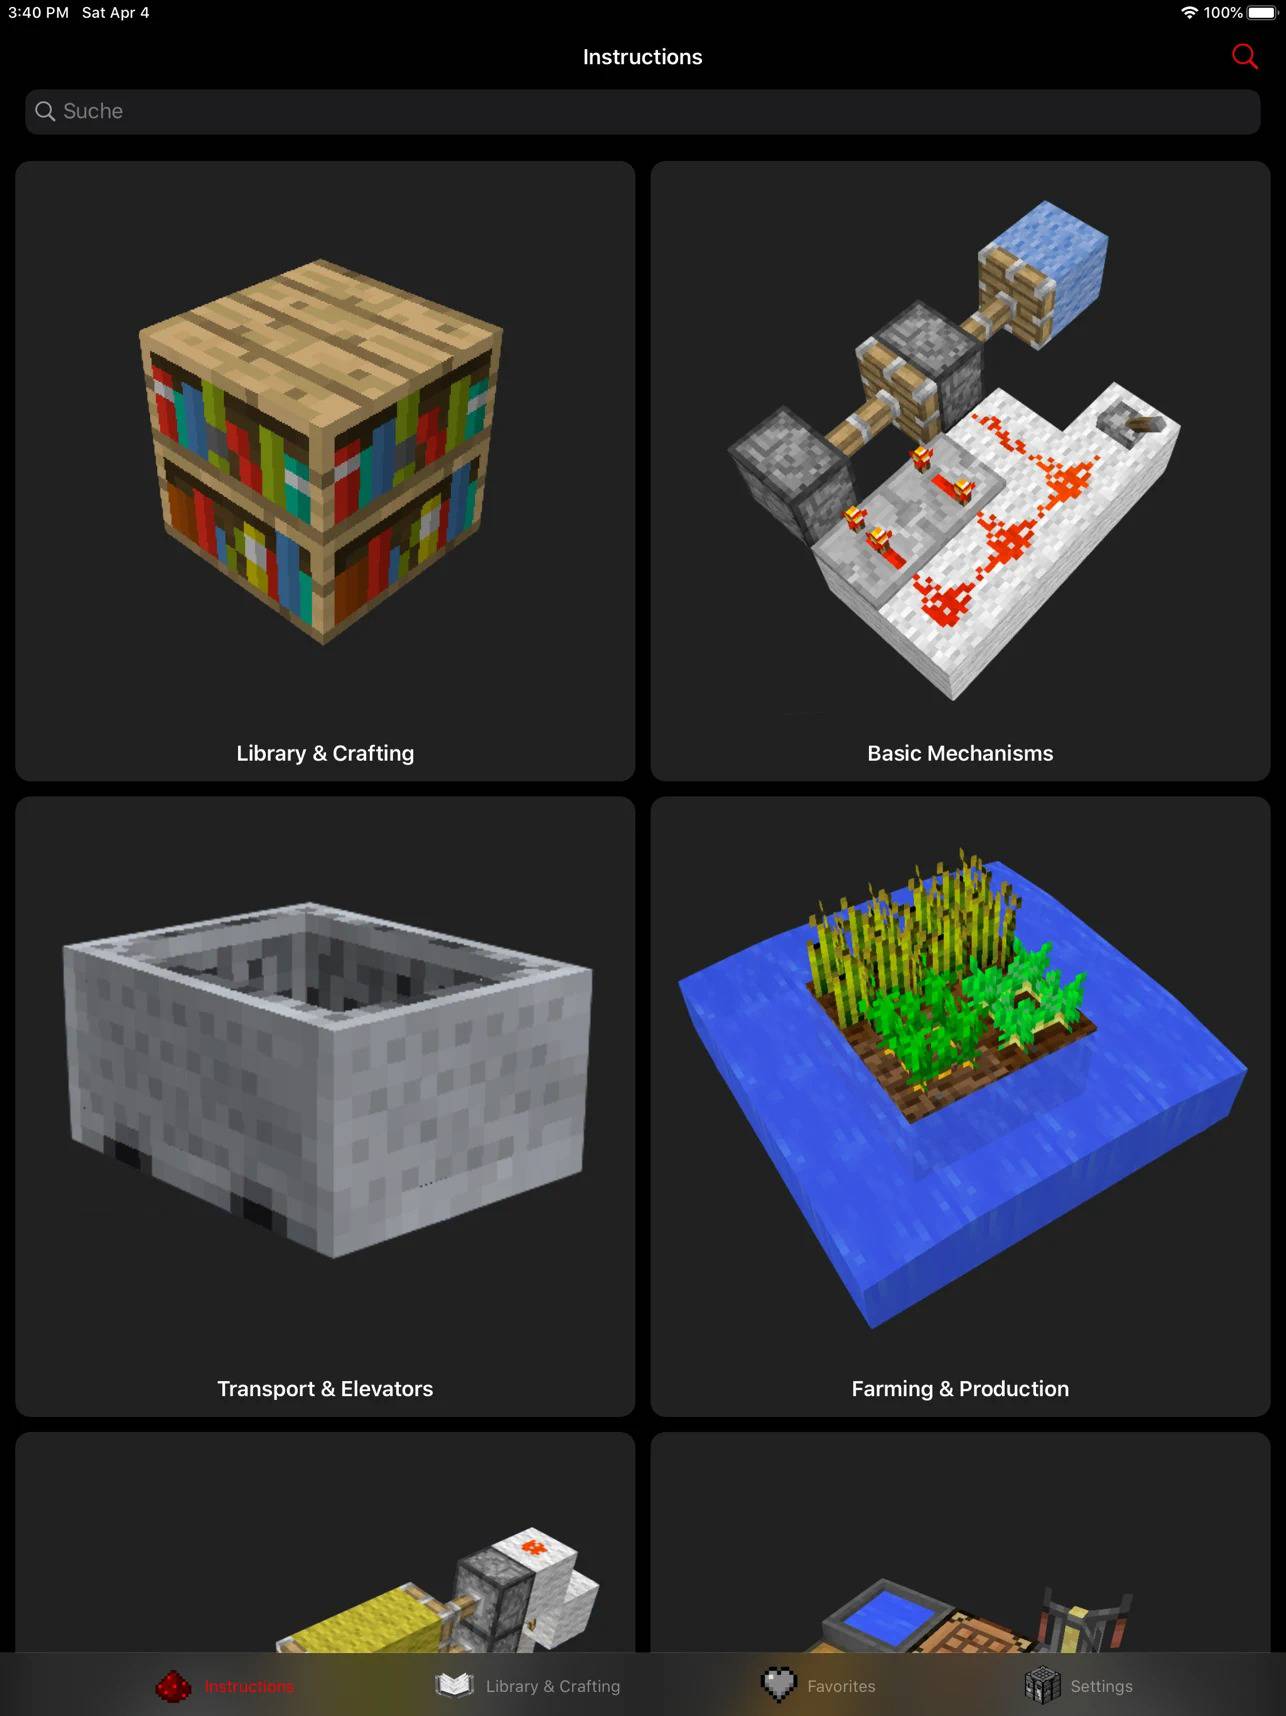 3:40 PM Sat Apr 4
100%
Instructions
Suche
Library & Crafting
Basic Mechanisms
Transport & Elevators
Farming & Production
Instructions
Library & Crafting
Favorites
Settings